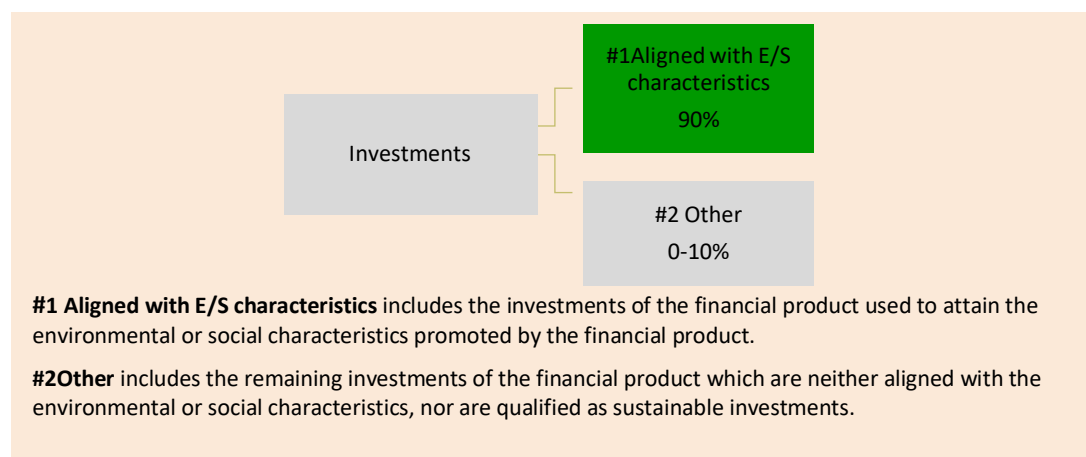 #1Aligned with E/S
characteristics
90%
Investments
#2 Other
0-10%
#1 Aligned with E/S characteristics includes the investments of the financial product used to attain the
environmental or social characteristics promoted by the financial product.
#2Other includes the remaining investments of the financial product which are neither aligned with the
environmental or social characteristics, nor are qualified as sustainable investments.